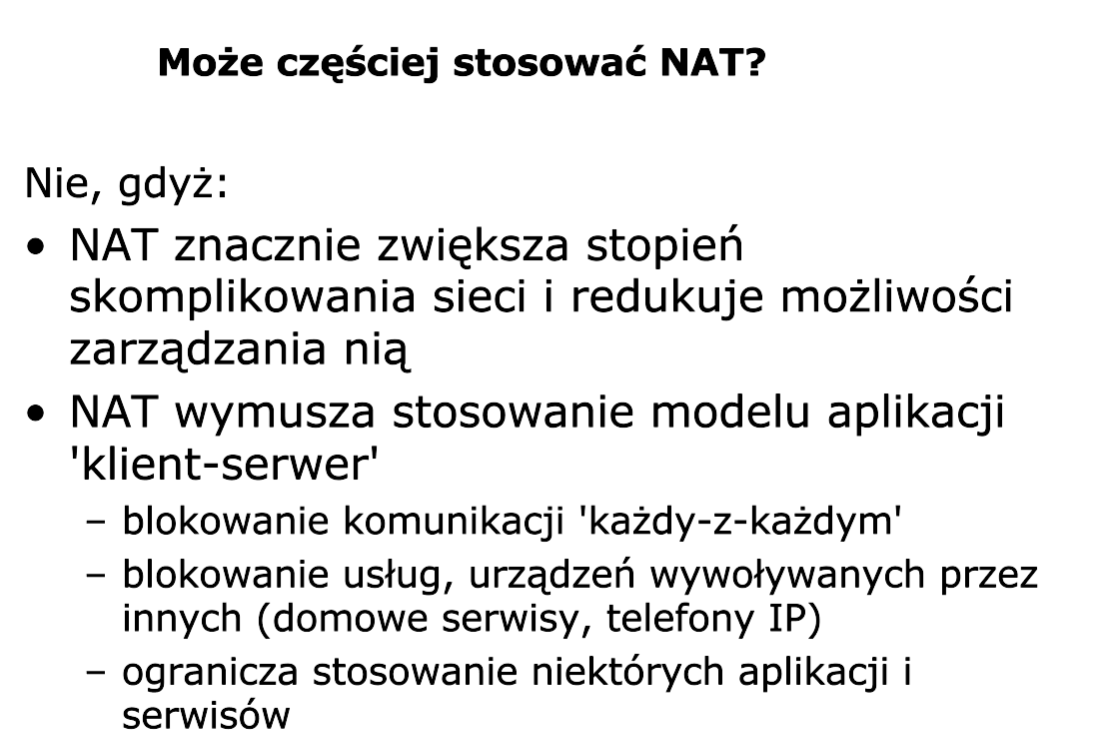 Może częściej stosować NAT?
Nie, gdyż:
• NAT znacznie zwiększa stopień
skomplikowania sieci i redukuje możliwości
zarządzania nią
• NAT wymusza stosowanie modelu aplikacji
'klient-serwer'
– blokowanie komunikacji 'każdy-z-każdym'
– blokowanie usług, urządzeń wywoływanych przez
innych (domowe serwisy, telefony IP)
– ogranicza stosowanie niektórych aplikacji i
serwisów